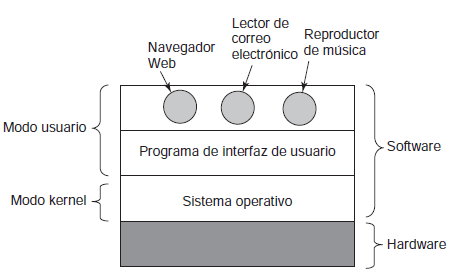 Navegador
Web
Lector de
correo
electrónico
Reproductor
de música
Modo usuario
Programa de interfaz de usuario
Software
Modo kernel
Sistema operativo
Hardware